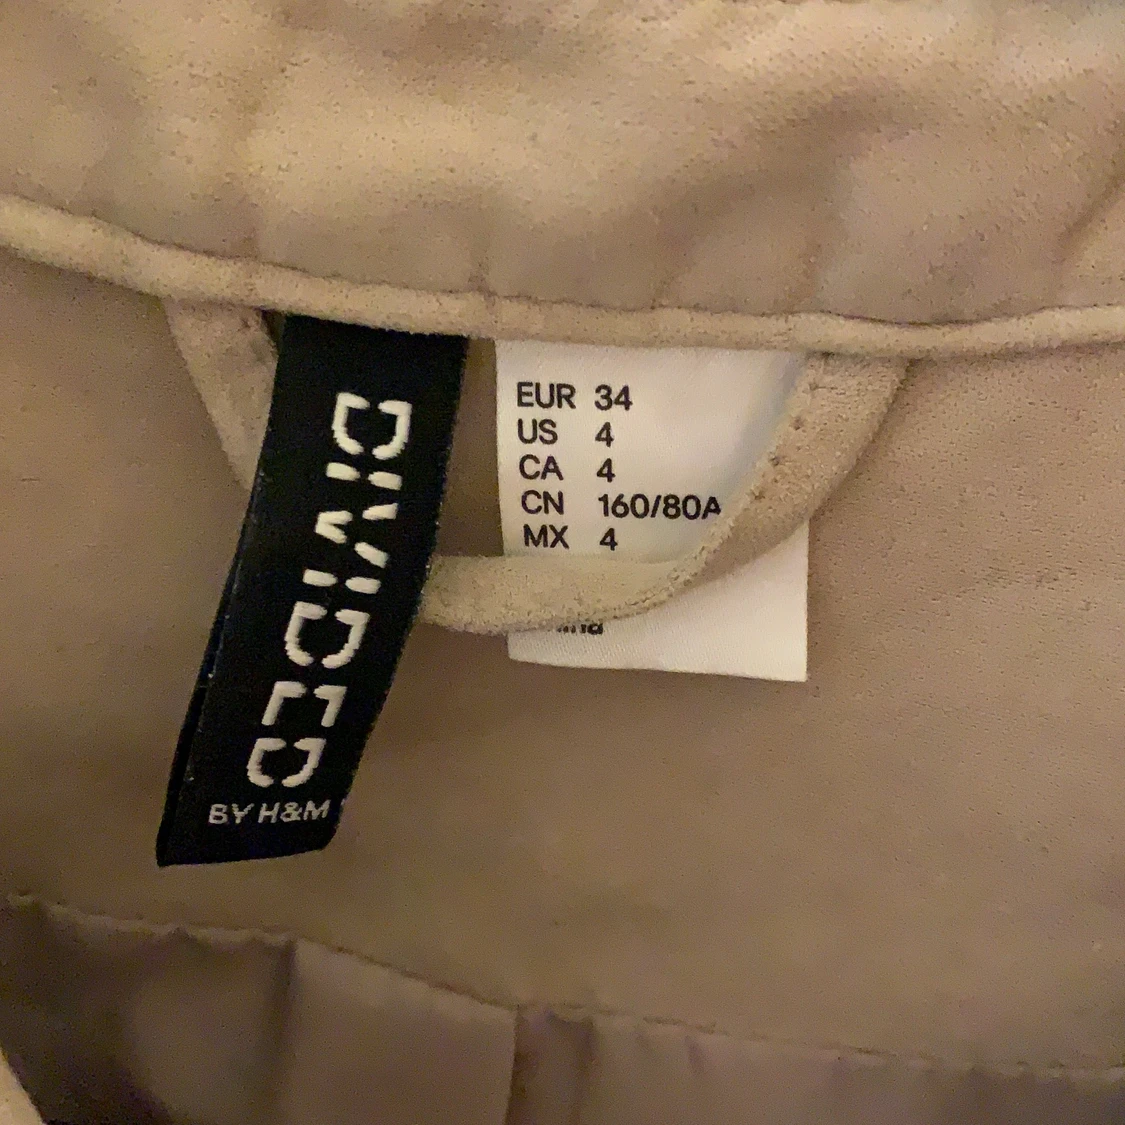 DIVIDED
BY H&M
EUR 34
US 4
CA 4
CN 160/80A
MX 4